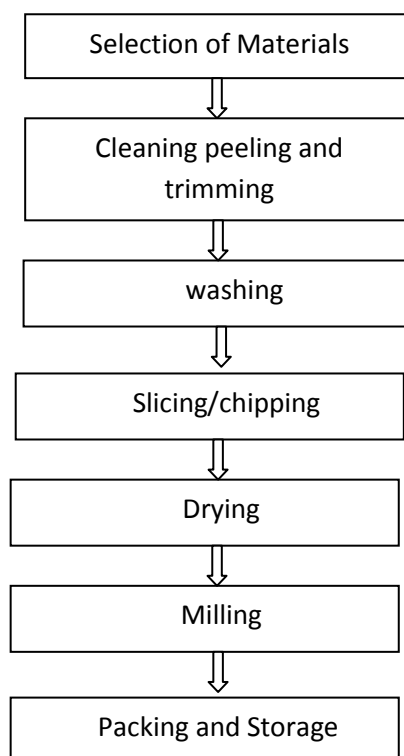 Selection of Materials
Cleaning peeling and
trimming
washing
Slicing/chipping
Drying
Milling
Packing and Storage